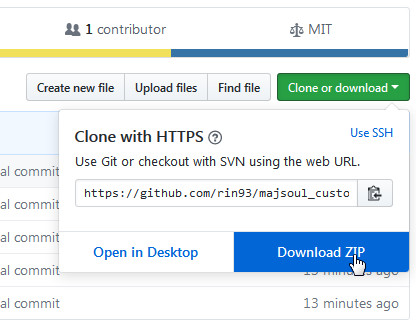 1 contributor
MIT
Create new file
Upload files
Find file
Clone or download
Clone with HTTPS
Use SSH
Use Git or checkout with SVN using the web URL.
https://github.com/rin93/majsoul_custo
Open in Desktop
Download ZIP
al commit
al commit
al commit
al commit
al commit
13 minutes ago
13 minutes ago